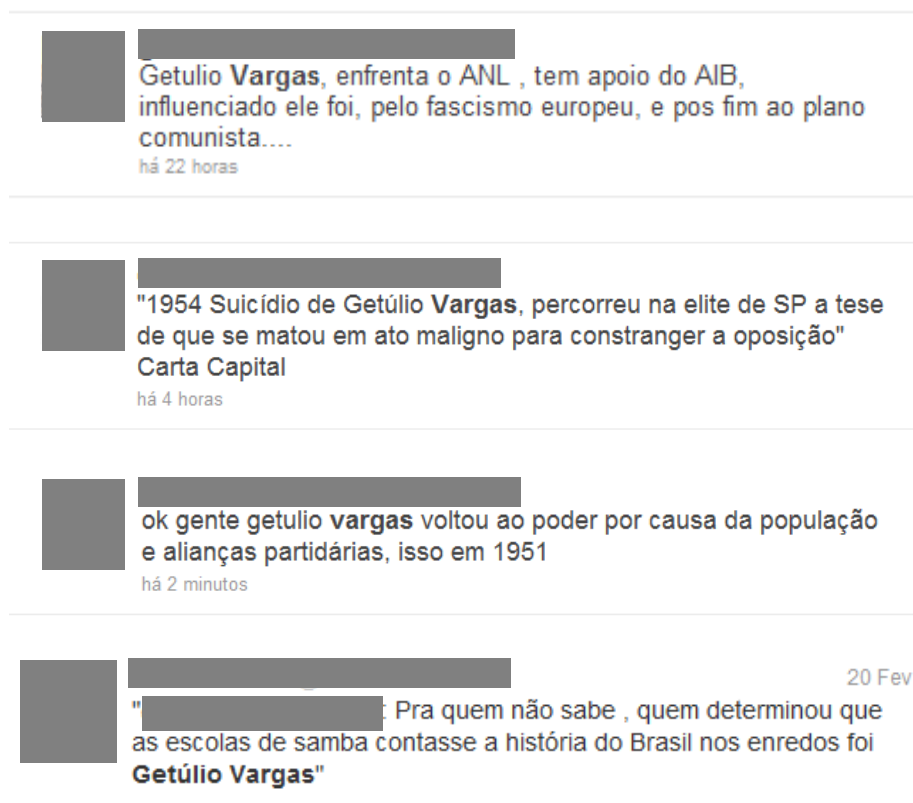 Getulio Vargas, enfrenta o ANL , tem apoio do AIB,
influenciado ele foi, pelo fascismo europeu, e pos fim ao plano
comunista....
há 22 horas
"1954 Suicídio de Getúlio Vargas, percorreu na elite de SP a tese
de que se matou em ato maligno para constranger a oposição"
Carta Capital
há 4 horas
ok gente getulio vargas voltou ao poder por causa da população
e alianças partidárias, isso em 1951
há 2 minutos
20 Fev
" : Pra quem não sabe , quem determinou que
as escolas de samba contasse a história do Brasil nos enredos foi
Getúlio Vargas"